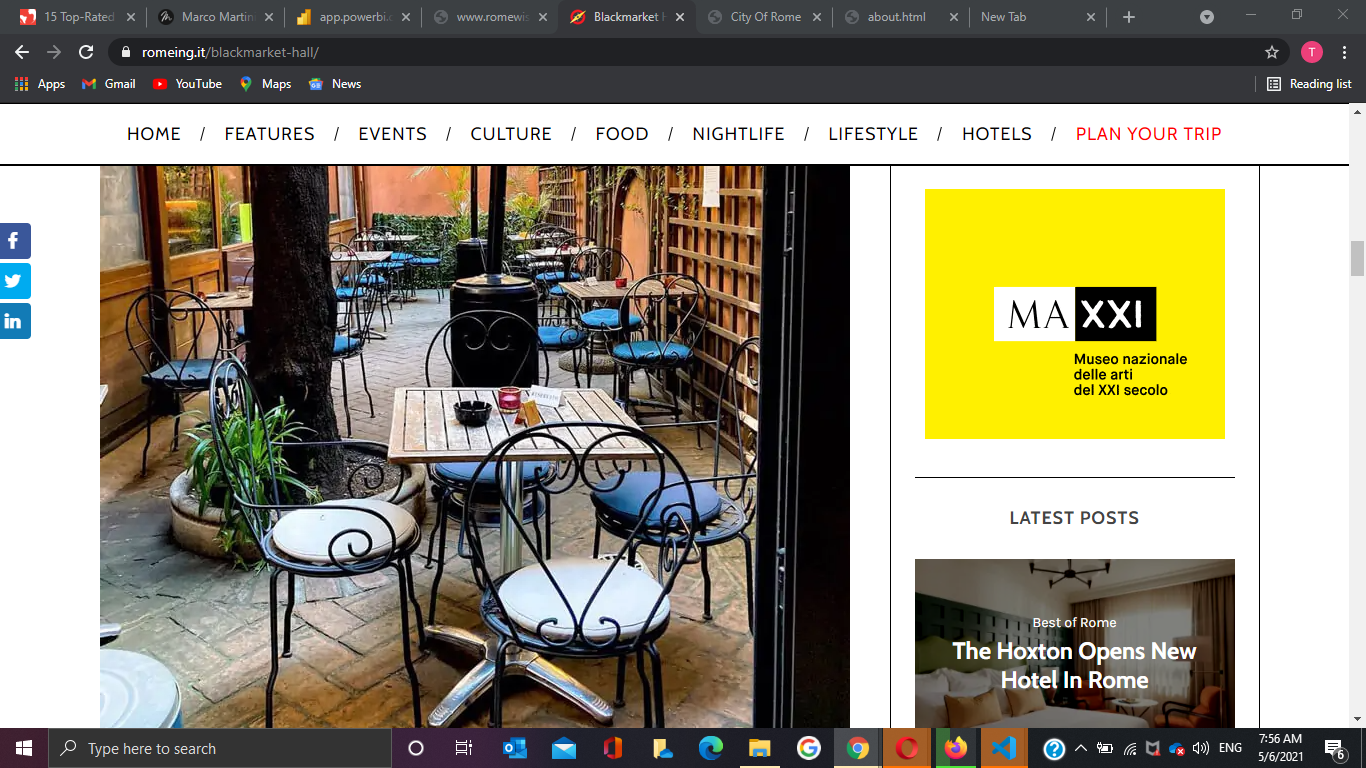 15 Top-Rated
Marco Martin
app.powerbi.c
www.romewis
Blackmarket H
City Of Rome
about.html
New Tab
romeing.it/blackmarket-hall/
T
Apps
Gmail
YouTube
Maps
News
Reading list
HOME / FEATURES / EVENTS / CULTURE / FOOD / NIGHTLIFE / LIFESTYLE / HOTELS / PLAN YOUR TRIP
MAXXI
Museo nazionale
delle arti
del XXI secolo
LATEST POSTS
Best of Rome
The Hoxton Opens New
Hotel In Rome
Type here to search
ENG
7:56 AM
5/6/2021
6